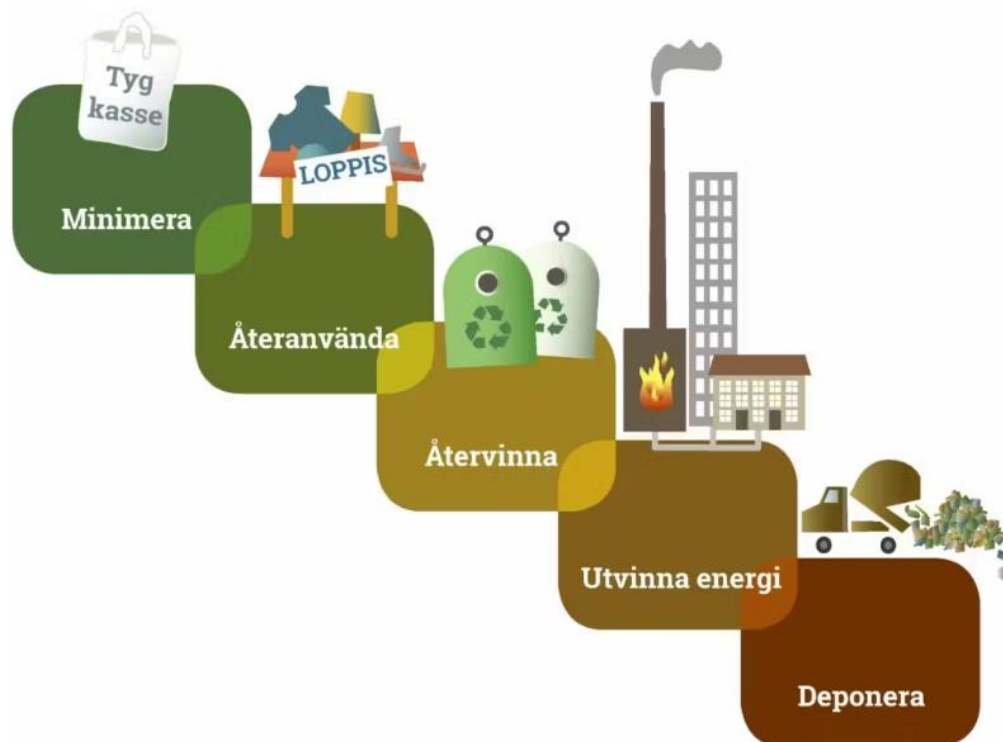 Tyg
kasse
Minimera
LOPPIS
Återanvända
Återvinna
Utvinna energi
Deponera